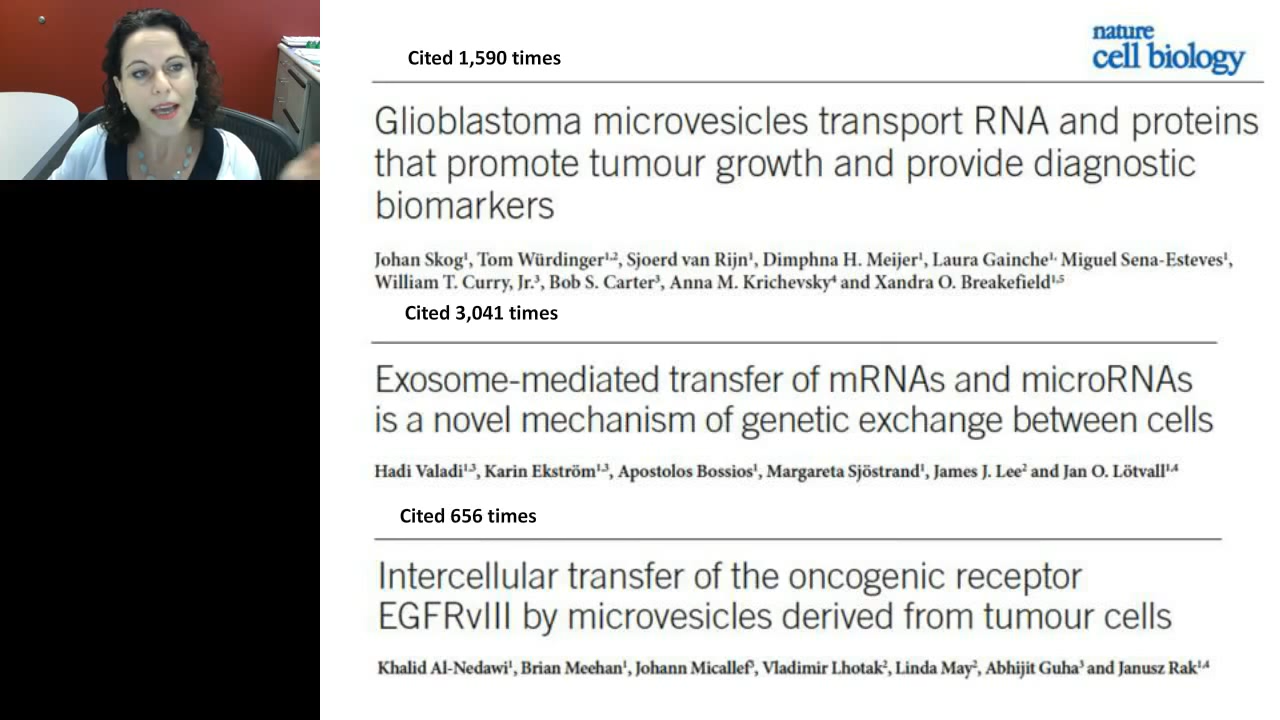 Cited 1,590 times
nature
cell biology
Glioblastoma microvesicles transport RNA and proteins
that promote tumour growth and provide diagnostic
biomarkers
Johan Skog¹, Tom Würdinger¹,², Sjoerd van Rijn¹, Dimphna H. Meijer¹, Laura Gainche¹, Miguel Sena-Esteves¹,
William T. Curry, Jr.³, Bob S. Carter³, Anna M. Krichevsky⁴ and Xandra O. Breakefield¹,⁵
Cited 3,041 times
Exosome-mediated transfer of mRNAs and microRNAs
is a novel mechanism of genetic exchange between cells
Hadi Valadi¹,³, Karin Ekström¹,³, Apostolos Bossios¹, Margareta Sjöstrand¹, James J. Lee² and Jan O. Lötvall¹,⁴
Cited 656 times
Intercellular transfer of the oncogenic receptor
EGFRvIII by microvesicles derived from tumour cells
Khalid Al-Nedawi¹, Brian Meehan¹, Johann Micallef³, Vladimir Lhotak², Linda May², Abhijit Guha³ and Janusz Rak¹,⁴